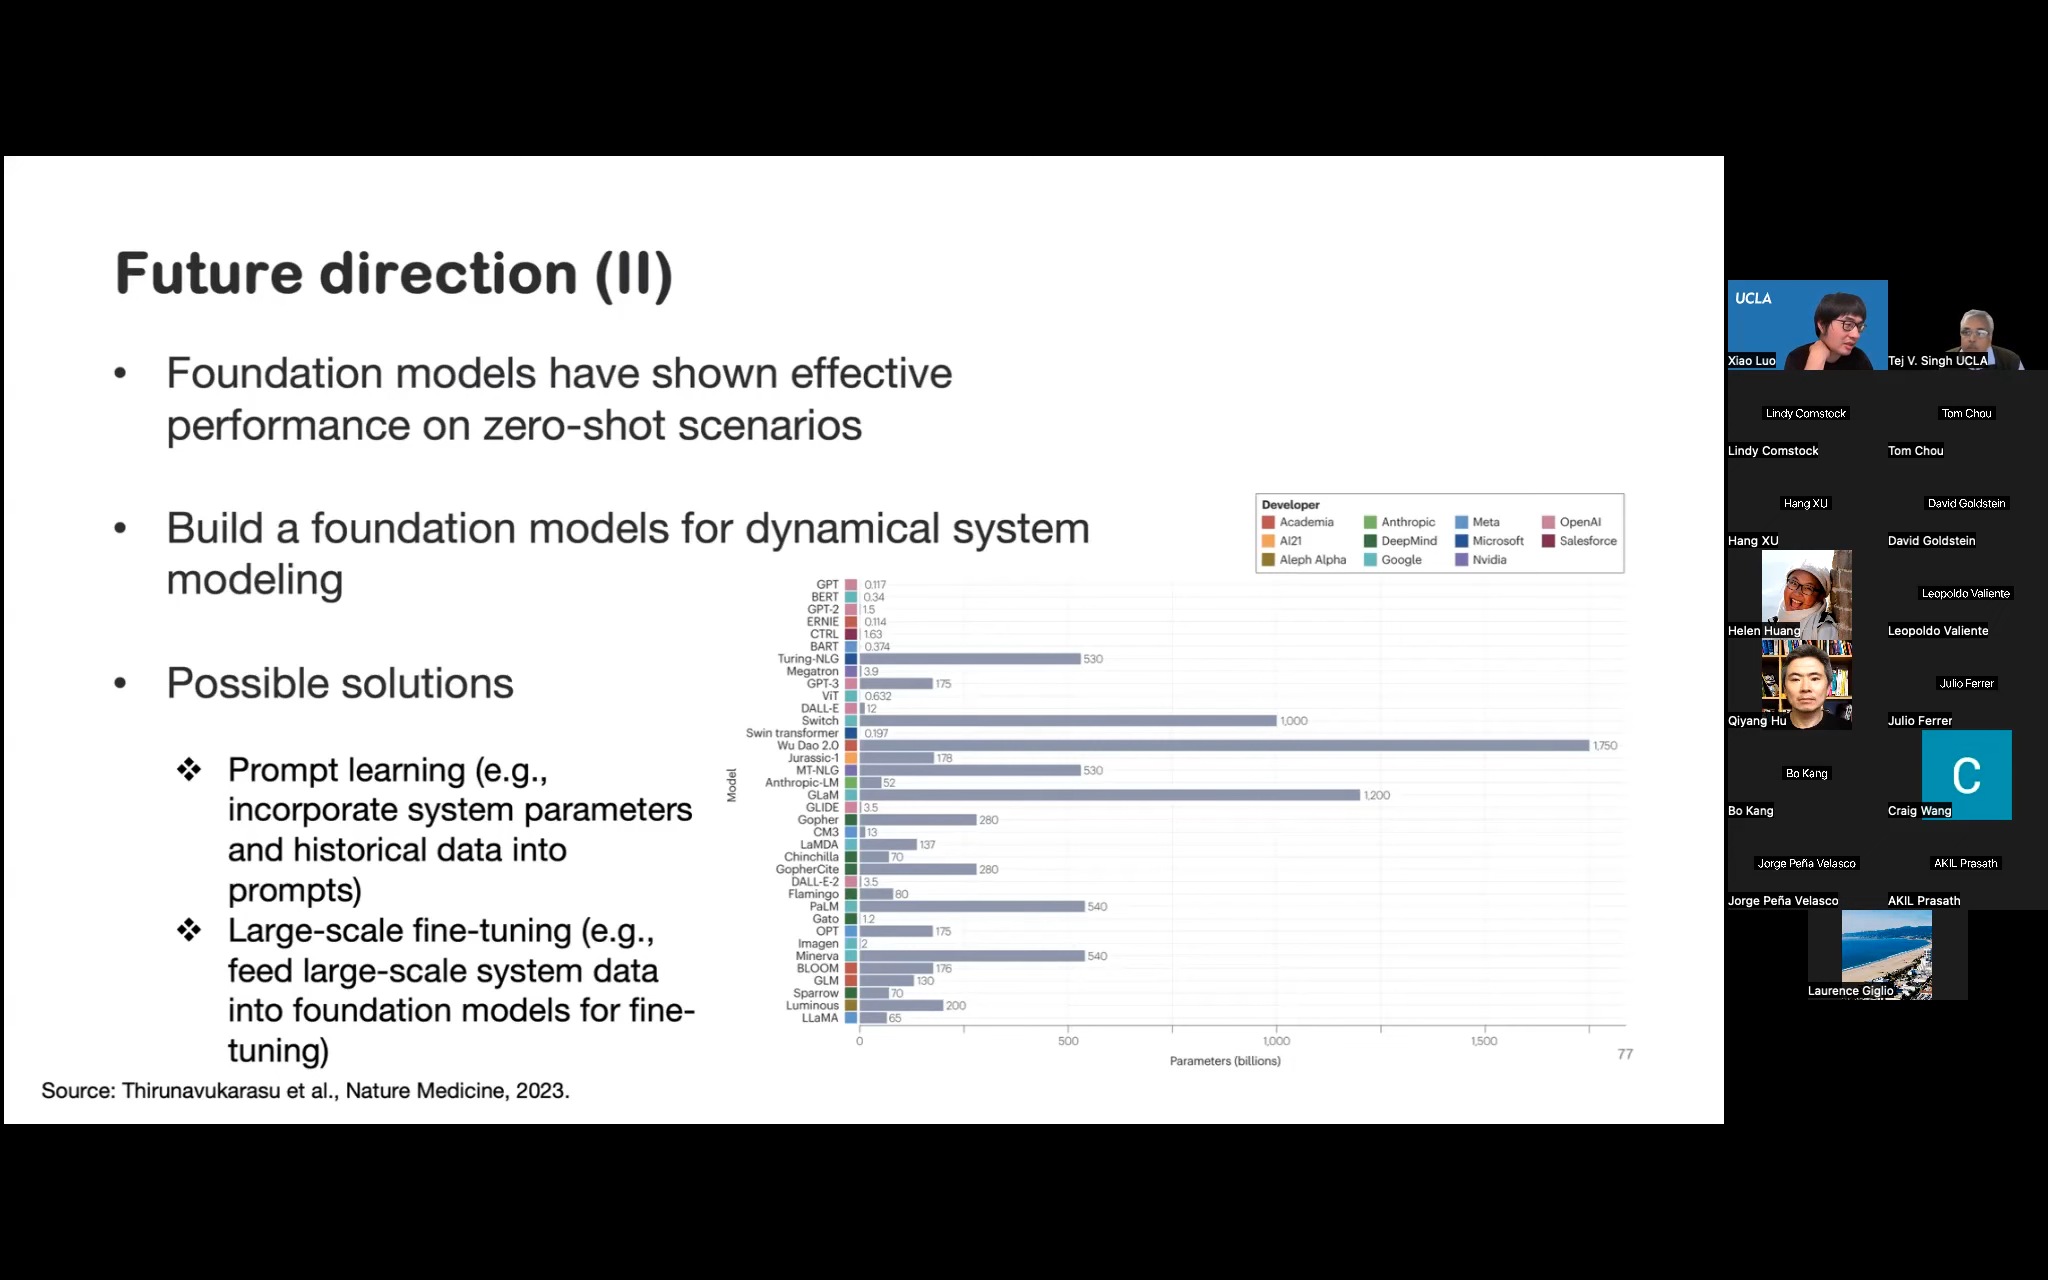 Future direction (II)
• Foundation models have shown effective
performance on zero-shot scenarios
• Build a foundation models for dynamical system
modeling
• Possible solutions
❖ Prompt learning (e.g.,
incorporate system parameters
and historical data into
prompts)
❖ Large-scale fine-tuning (e.g.,
feed large-scale system data
into foundation models for fine-
tuning)
Source: Thirunavukarasu et al., Nature Medicine, 2023.
Developer
Academia Anthropic Meta OpenAI
AI21 DeepMind Microsoft Salesforce
Aleph Alpha Google Nvidia
Model
GPT 0.117
BERT 0.34
GPT-2 1.5
ERNIE 0.114
CTRL 1.63
BART 0.374
Turing-NLG 530
Megatron 3.9
GPT-3 175
ViT 0.632
DALL-E 12
Switch 1,000
Swin transformer 0.197
Wu Dao 2.0 1,750
Jurassic-1 178
MT-NLG 530
Anthropic-LM 52
GLaM 1,200
GLIDE 3.5
Gopher 280
CM3 13
LaMDA 137
Chinchilla 70
GopherCite 280
DALL-E-2 3.5
Flamingo 80
PaLM 540
Gato 1.2
OPT 175
Imagen 2
Minerva 540
BLOOM 176
GLM 130
Sparrow 70
Luminous 200
LLaMA 65
0 500 1,000 1,500
Parameters (billions)
77
UCLA
Xiao Luo
Tej V. Singh UCLA
Lindy Comstock
Lindy Comstock
Tom Chou
Tom Chou
Hang XU
Hang XU
David Goldstein
David Goldstein
Helen Huang
Leopoldo Valiente
Leopoldo Valiente
Qiyang Hu
Julio Ferrer
Julio Ferrer
Bo Kang
Bo Kang
C
Craig Wang
Jorge Peña Velasco
Jorge Peña Velasco
AKIL Prasath
AKIL Prasath
Laurence Giglio